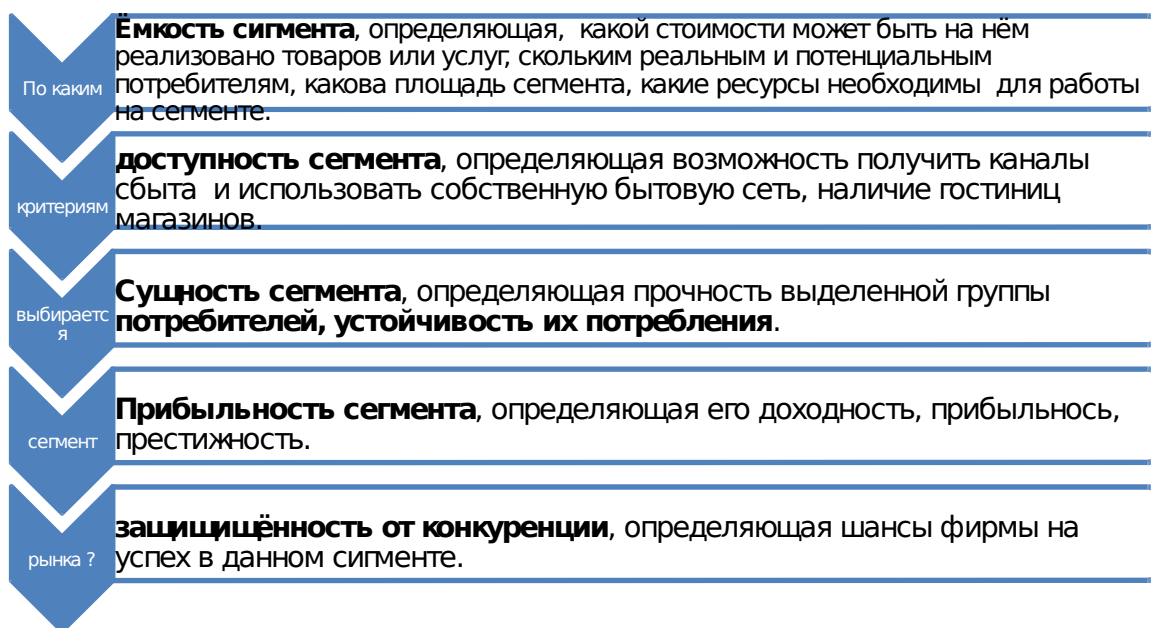 По каким
Ёмкость сигмента, определяющая, какой стоимости может быть на нём
реализовано товаров или услуг, скольким реальным и потенциальным
потребителям, какова площадь сегмента, какие ресурсы необходимы для работы
на сегменте.
критериям
доступность сегмента, определяющая возможность получить каналы
сбыта и использовать собственную бытовую сеть, наличие гостиниц
магазинов.
выбираетс
я
Сущность сегмента, определяющая прочность выделенной группы
потребителей, устойчивость их потребления.
сегмент
Прибыльность сегмента, определяющая его доходность, прибыльнось,
престижность.
рынка ?
защищищённость от конкуренции, определяющая шансы фирмы на
успех в данном сигменте.